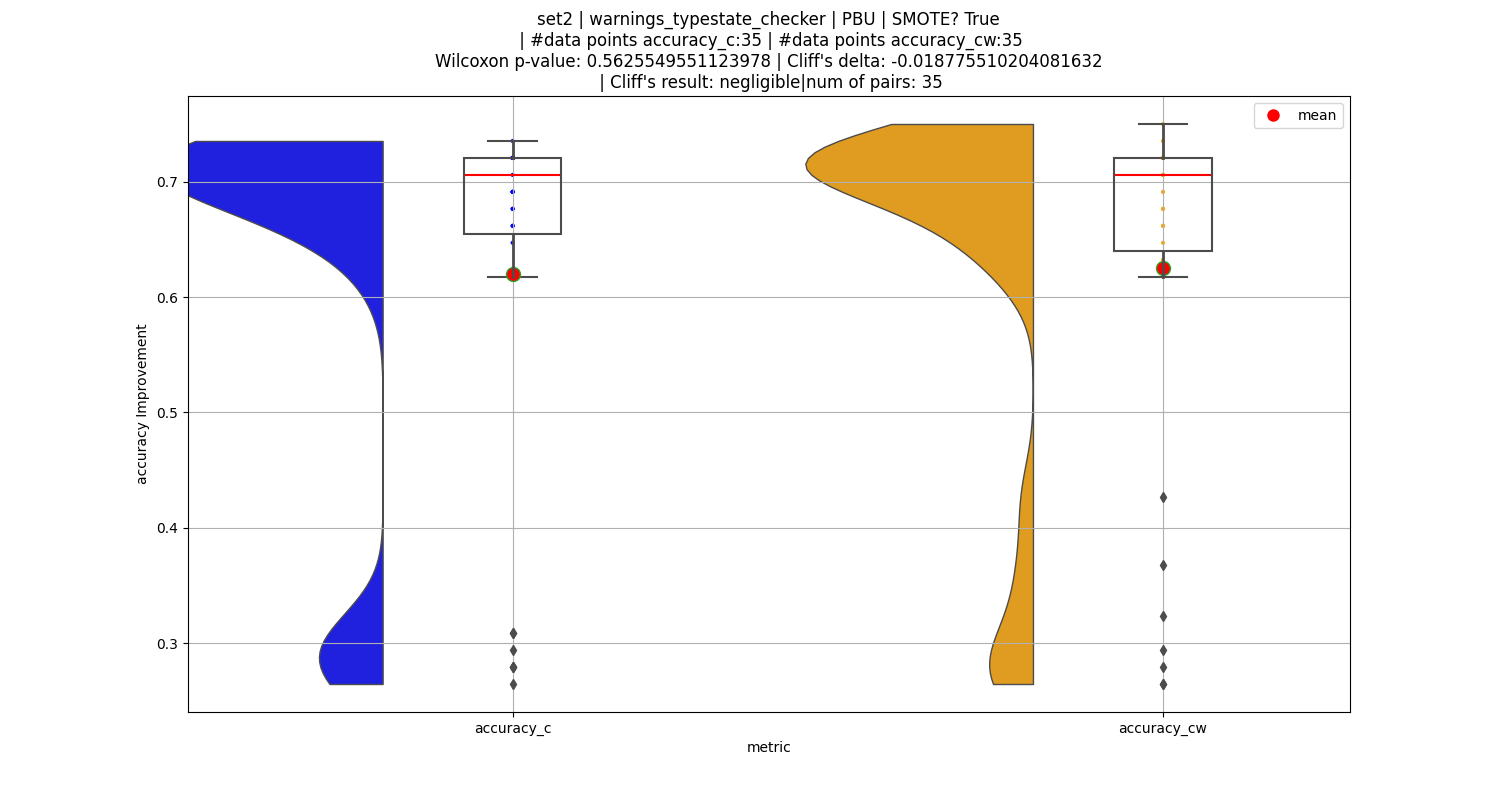 set2 | warnings_typestate_checker | PBU | SMOTE? True
| #data points accuracy_c:35 | #data points accuracy_cw:35
Wilcoxon p-value: 0.5625549551123978 | Cliff's delta: -0.018775510204081632
| Cliff's result: negligible|num of pairs: 35
mean
0.7
0.6
0.5
0.4
0.3
accuracy Improvement
accuracy_c
accuracy_cw
metric